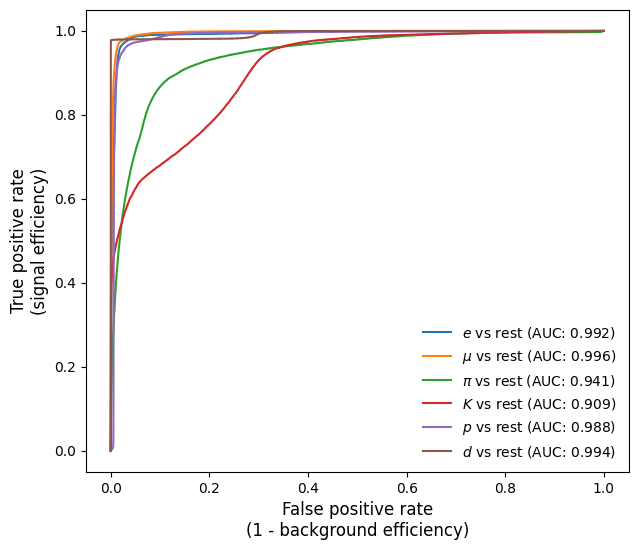 True positive rate
(signal efficiency)
1.0
0.8
0.6
0.4
0.2
0.0
e vs rest (AUC: 0.992)
μ vs rest (AUC: 0.996)
π vs rest (AUC: 0.941)
K vs rest (AUC: 0.909)
p vs rest (AUC: 0.988)
d vs rest (AUC: 0.994)
0.0 0.2 0.4 0.6 0.8 1.0
False positive rate
(1 - background efficiency)